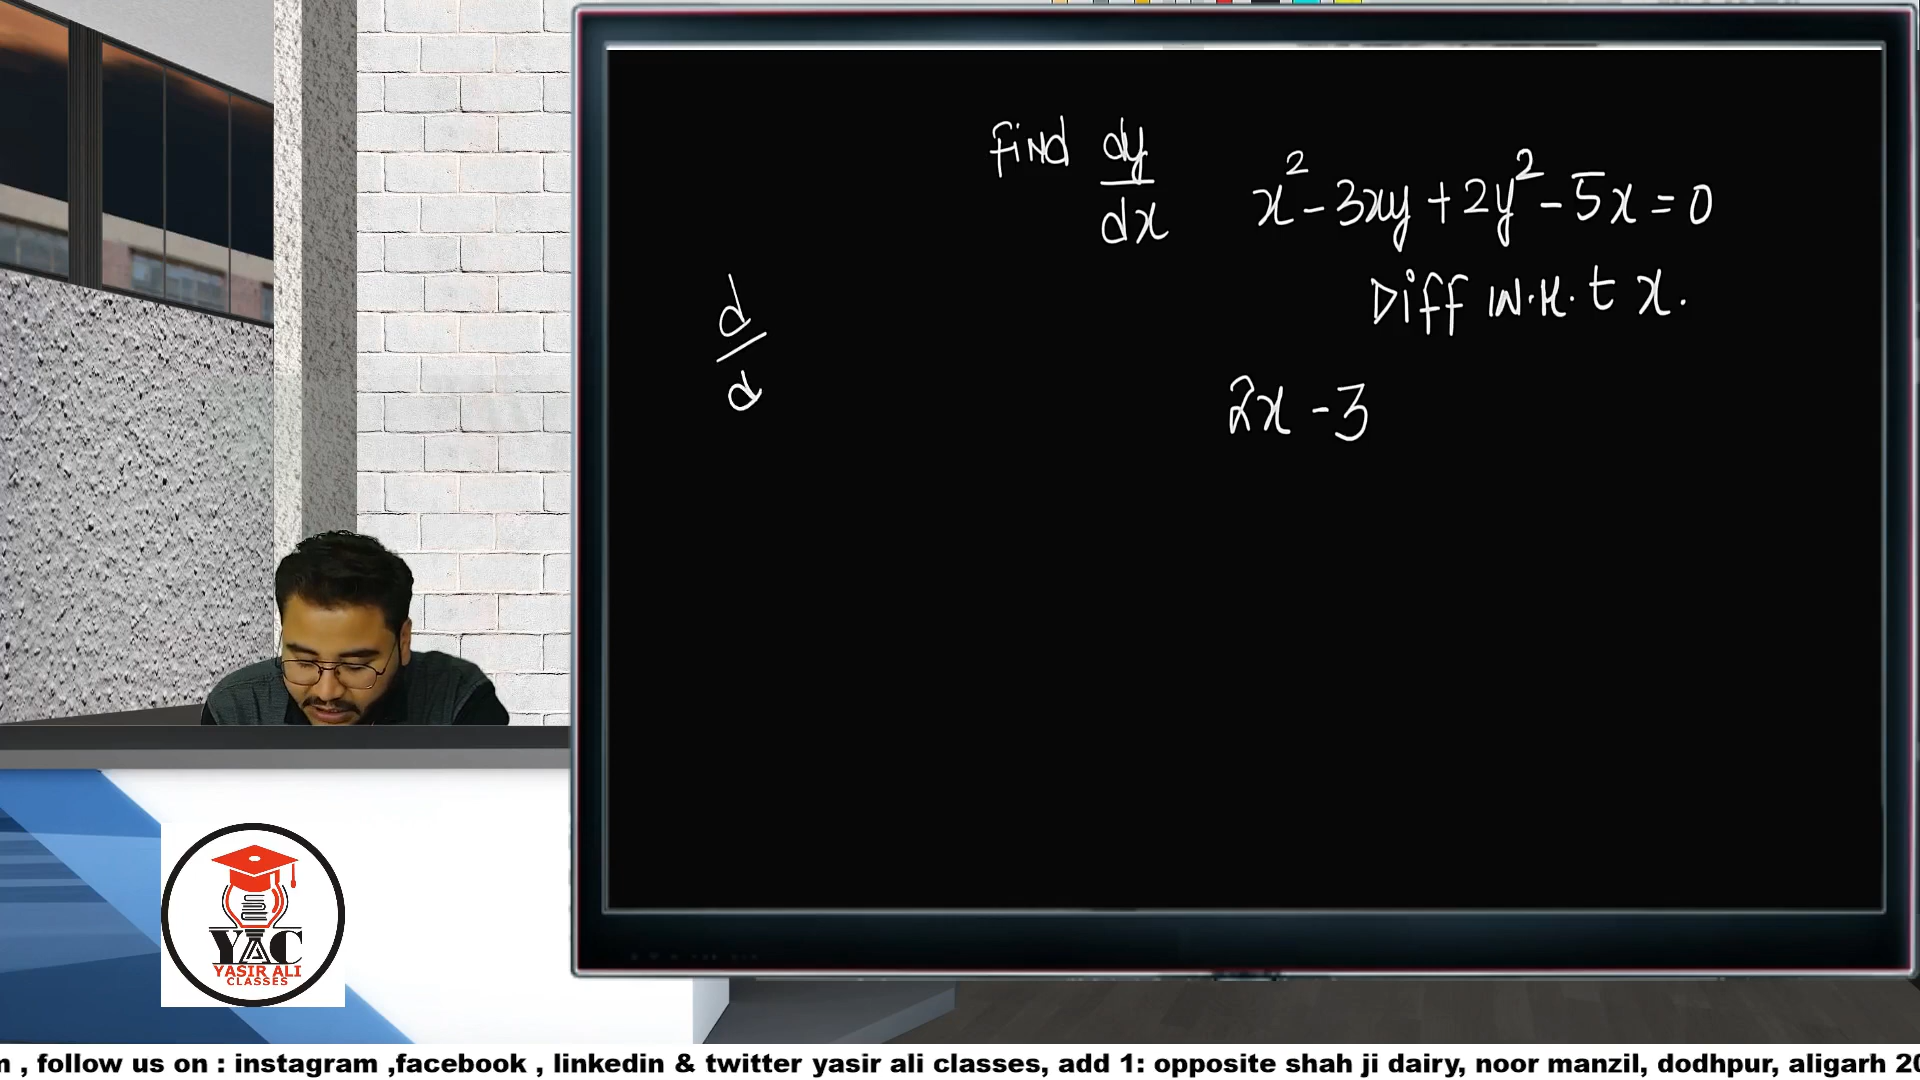 Find dy/dx x² - 3xy + 2y² - 5x = 0
Diff w.r.t x.
d/d
2x - 3
YAC
YASIR ALI
CLASSES
, follow us on : instagram ,facebook , linkedin & twitter yasir ali classes, add 1: opposite shah ji dairy, noor manzil, dodhpur, aligarh